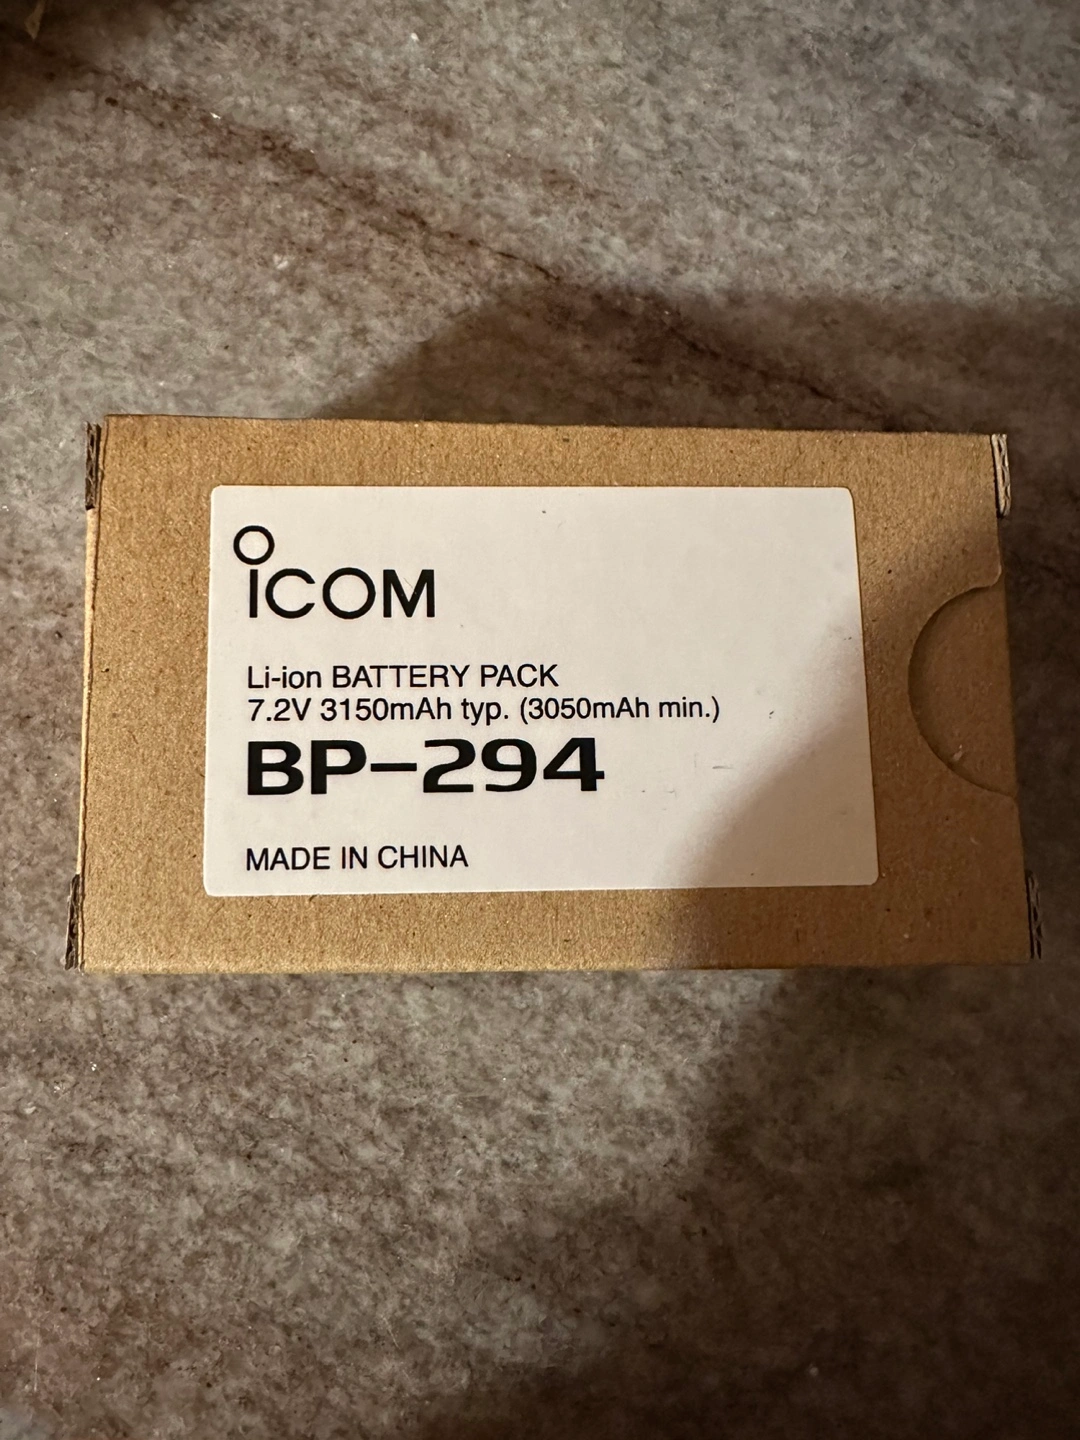 ICOM
Li-ion BATTERY PACK
7.2V 3150mAh typ. (3050mAh min.)
BP-294
MADE IN CHINA